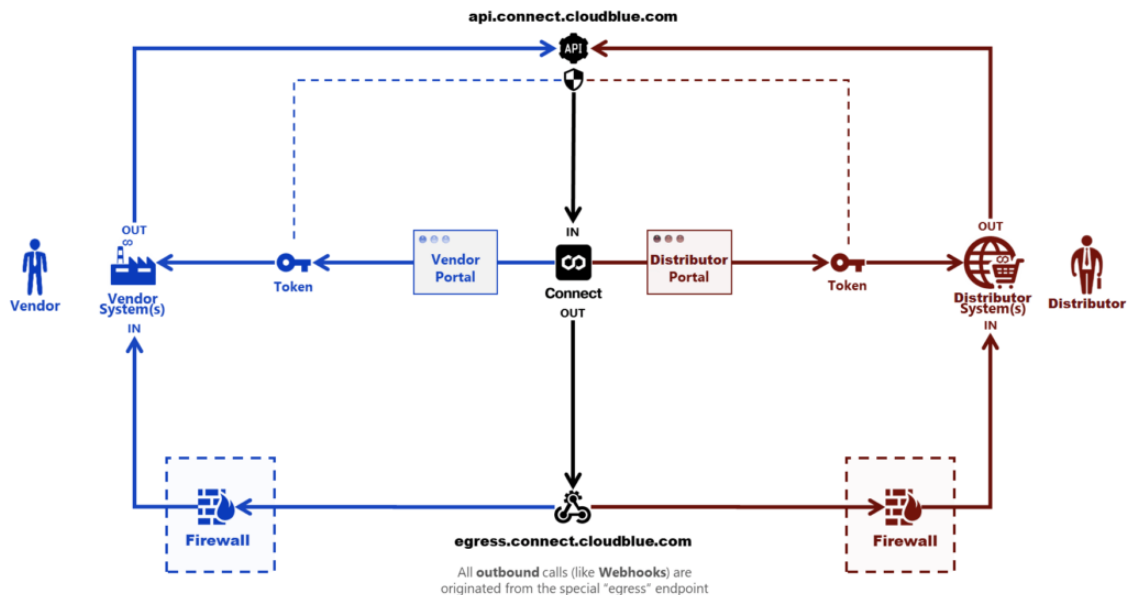 api.connect.cloudblue.com
API
OUT
IN
OUT
Vendor
Portal
Distributor
Portal
Vendor
Token
Vendor
System(s)
Connect
Token
Distributor
System(s)
Distributor
IN
OUT
IN
Firewall
Firewall
egress.connect.cloudblue.com
All outbound calls (like Webhooks) are
originated from the special "egress" endpoint